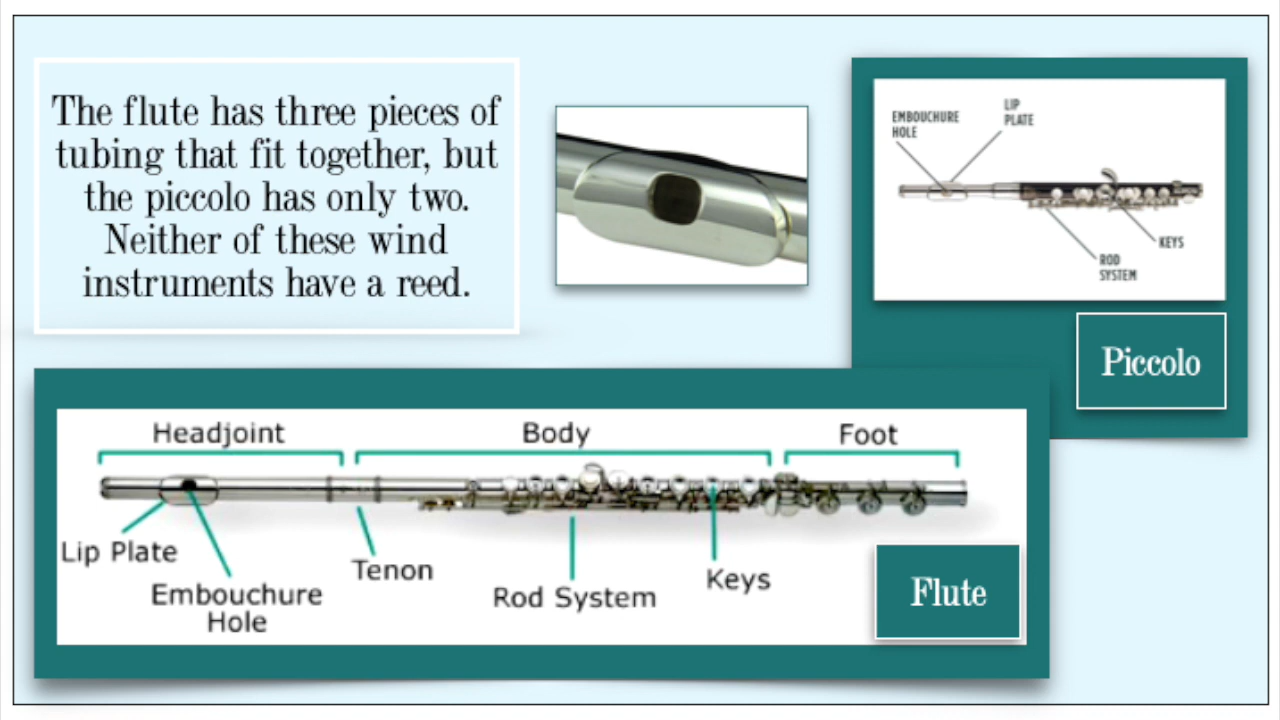 The flute has three pieces of
tubing that fit together, but
the piccolo has only two.
Neither of these wind
instruments have a reed.
EMBOUCHURE
HOLE
LIP
PLATE
KEYS
ROD
SYSTEM
Piccolo
Headjoint
Body
Foot
Lip Plate
Embouchure
Hole
Tenon
Rod System
Keys
Flute